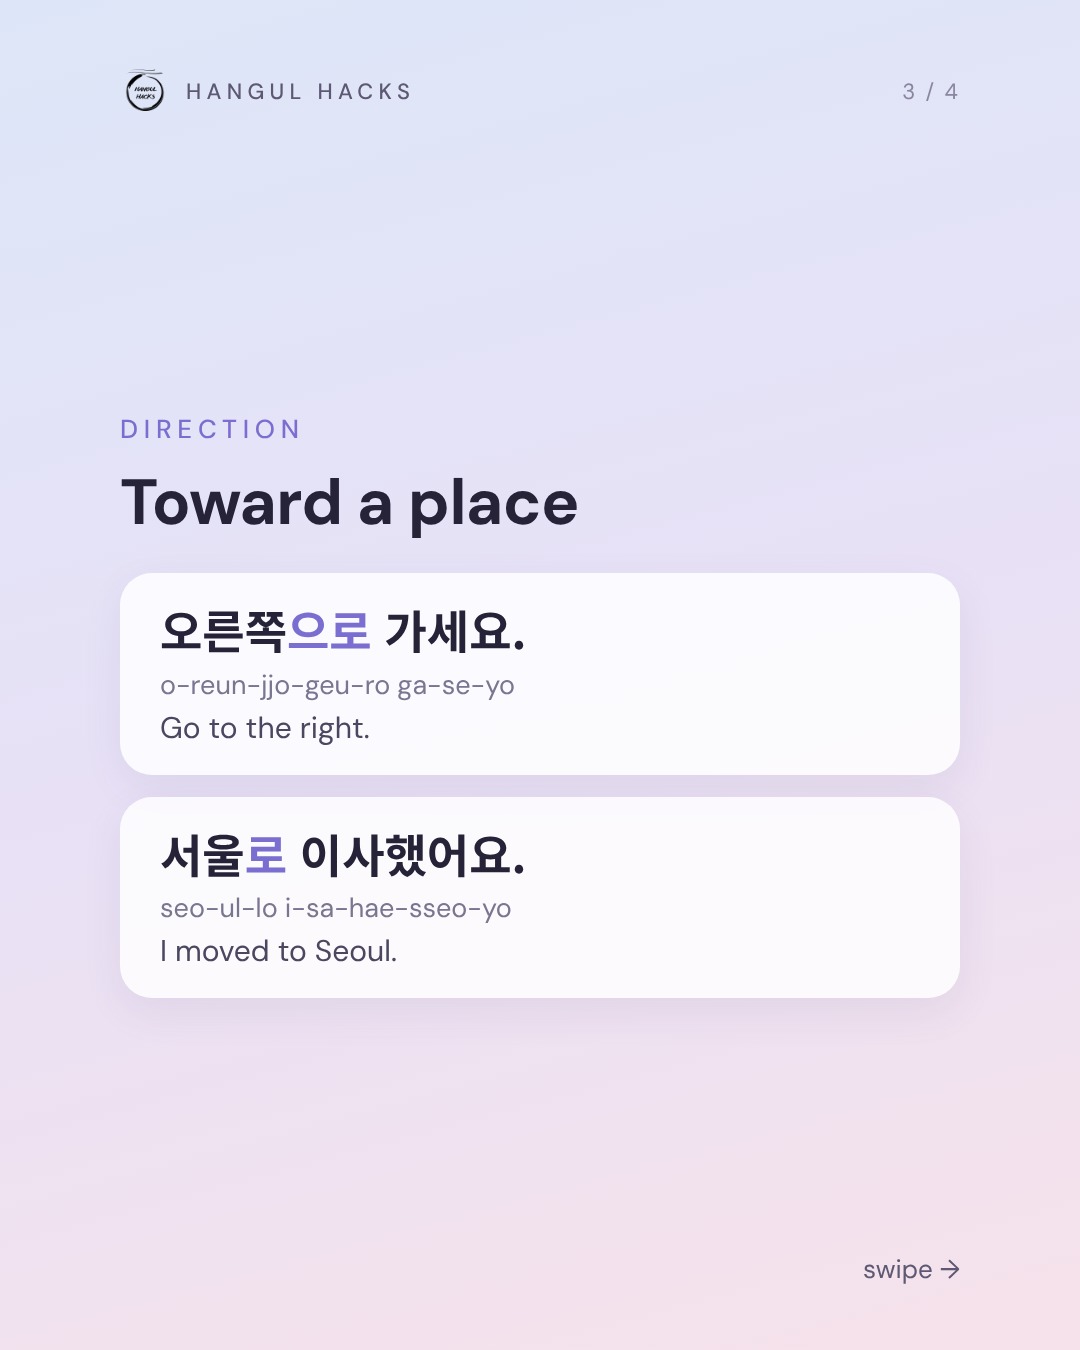 HANGUL HACKS
HANGUL HACKS
3 / 4
DIRECTION
Toward a place
오른쪽으로 가세요.
o-reun-jjo-geu-ro ga-se-yo
Go to the right.
서울로 이사했어요.
seo-ul-lo i-sa-hae-sseo-yo
I moved to Seoul.
swipe →